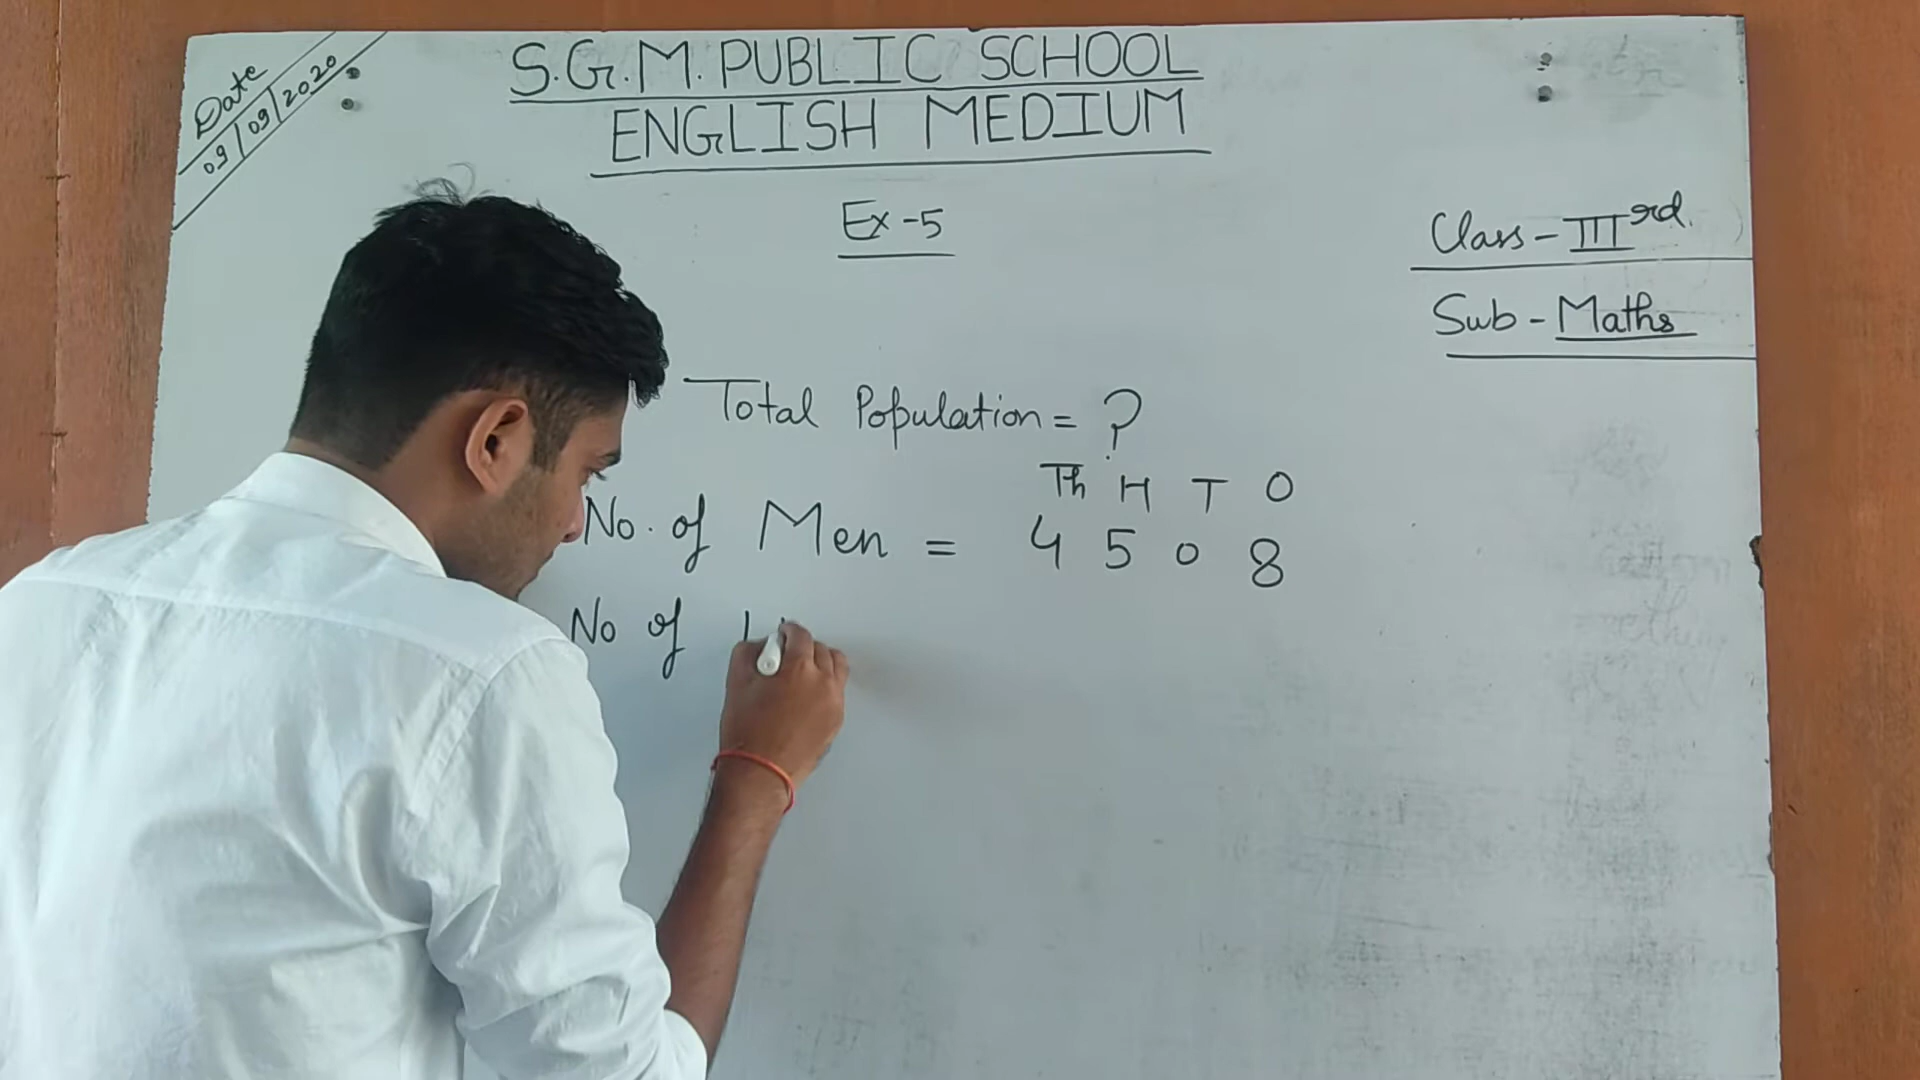 Date
09/09/2020
S.G.M. PUBLIC SCHOOL
ENGLISH MEDIUM
Ex-5
Class-III rd.
Sub-Maths
Total Population = ?
Th H T O
No. of Men = 4 5 0 8
No of